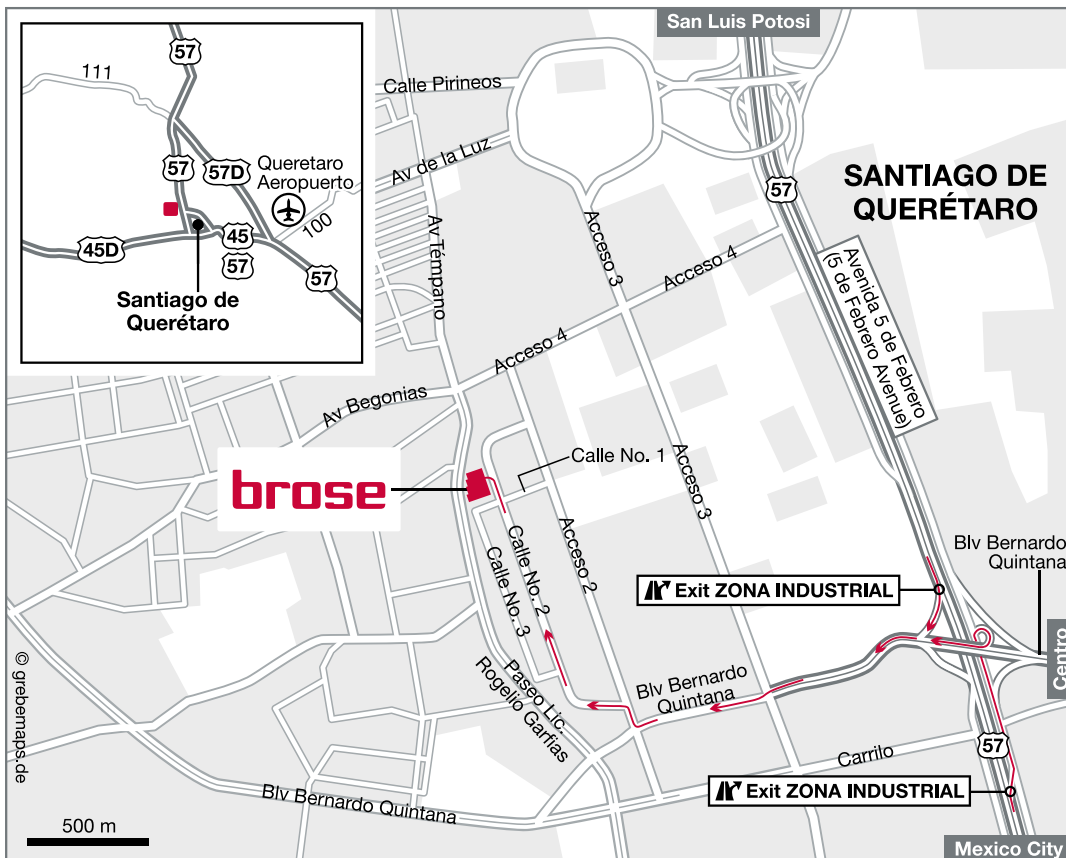 57
111
57
57D
Queretaro
Aeropuerto
100
45D
45
57
57
Santiago de
Querétaro
San Luis Potosi
Calle Pirineos
Av de la Luz
57
SANTIAGO DE
QUERÉTARO
Av Témpano
Acceso 3
Acceso 4
Avenida 5 de Febrero
(5 de Febrero Avenue)
Acceso 4
Av Begonias
brose
Calle No. 1
Acceso 3
Calle No. 2
Acceso 2
Calle No. 3
Blv Bernardo
Quintana
Exit ZONA INDUSTRIAL
Centro
Paseo Lic.
Rogelio Garfias
Blv Bernardo
Quintana
57
Carrilo
Exit ZONA INDUSTRIAL
Blv Bernardo Quintana
© grebemaps.de
500 m
Mexico City